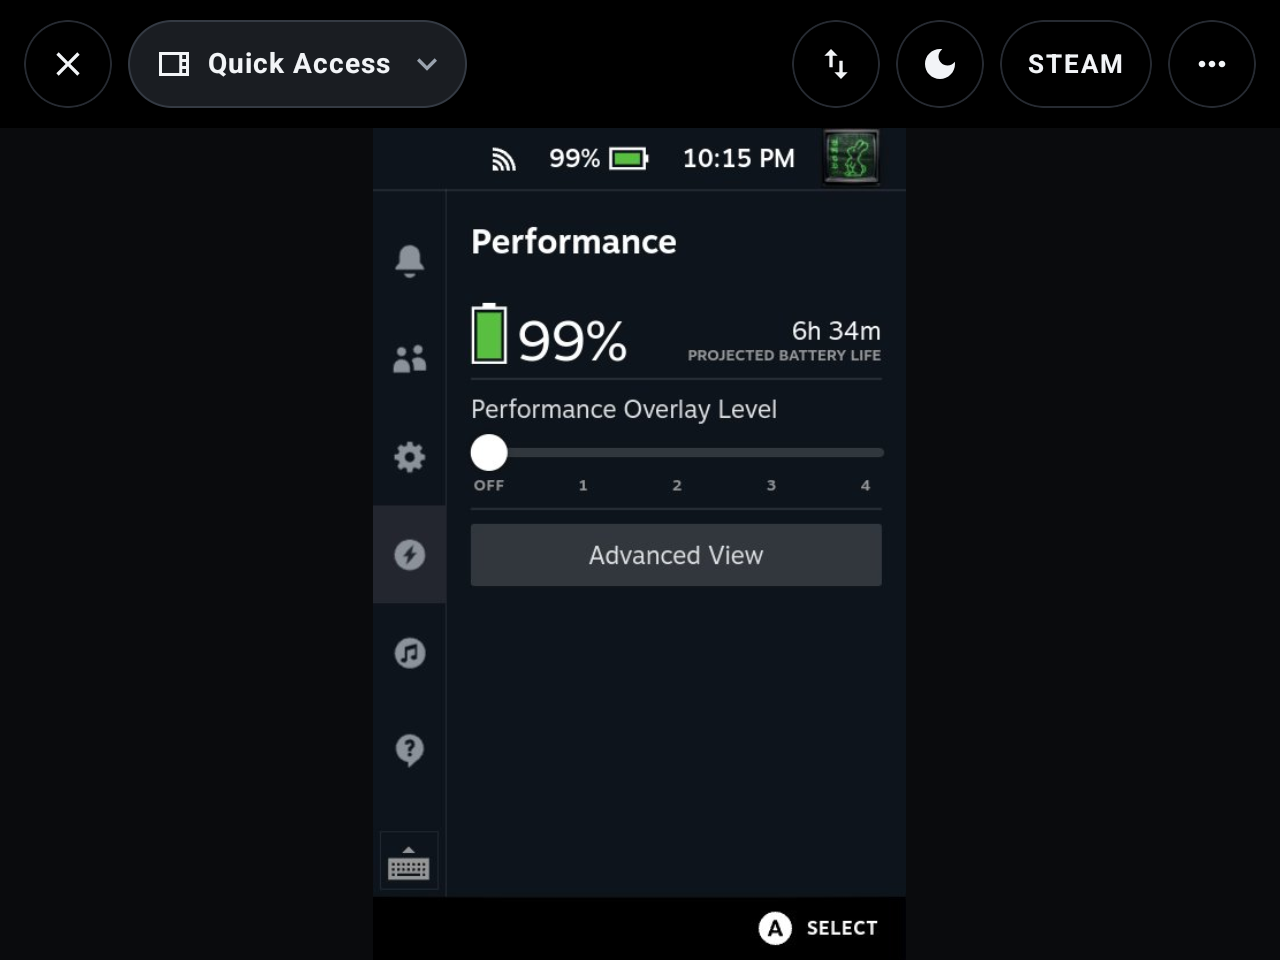 Quick Access
STEAM
99%
10:15 PM
Performance
99%
6h 34m
PROJECTED BATTERY LIFE
Performance Overlay Level
OFF 1 2 3 4
Advanced View
A SELECT